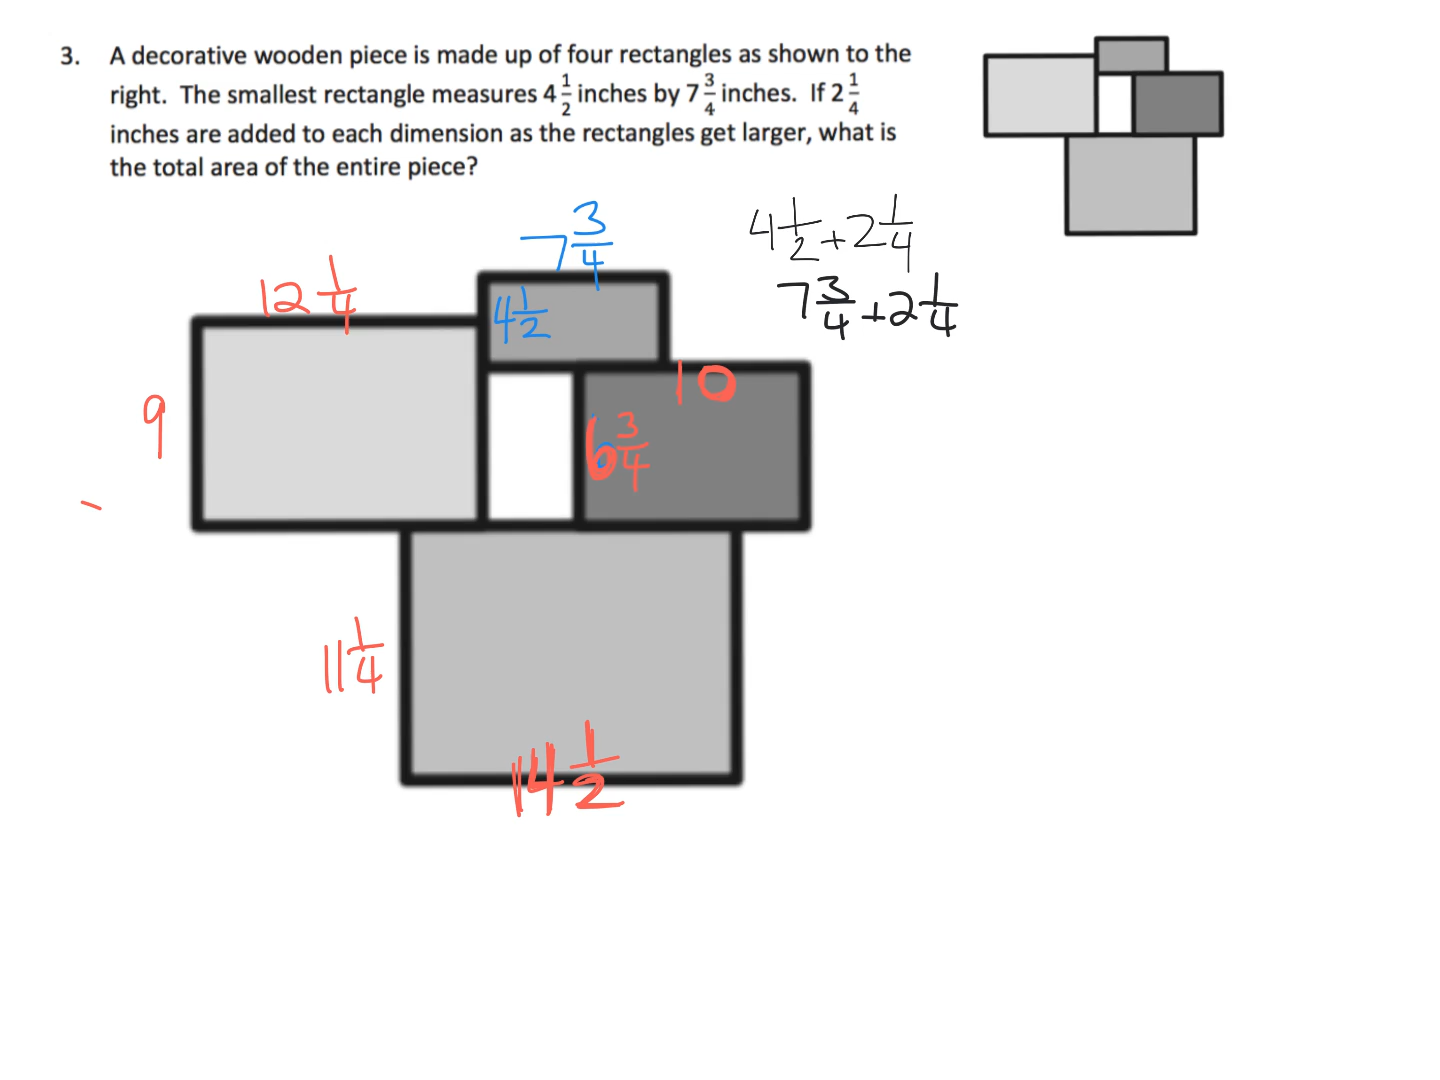 3. A decorative wooden piece is made up of four rectangles as shown to the
right. The smallest rectangle measures 4 1/2 inches by 7 3/4 inches. If 2 1/4
inches are added to each dimension as the rectangles get larger, what is
the total area of the entire piece?
4 1/2 + 2 1/4
7 3/4
12 1/4
7 3/4 + 2 1/4
4 1/2
10
9
6 3/4
11 1/4
14 1/2